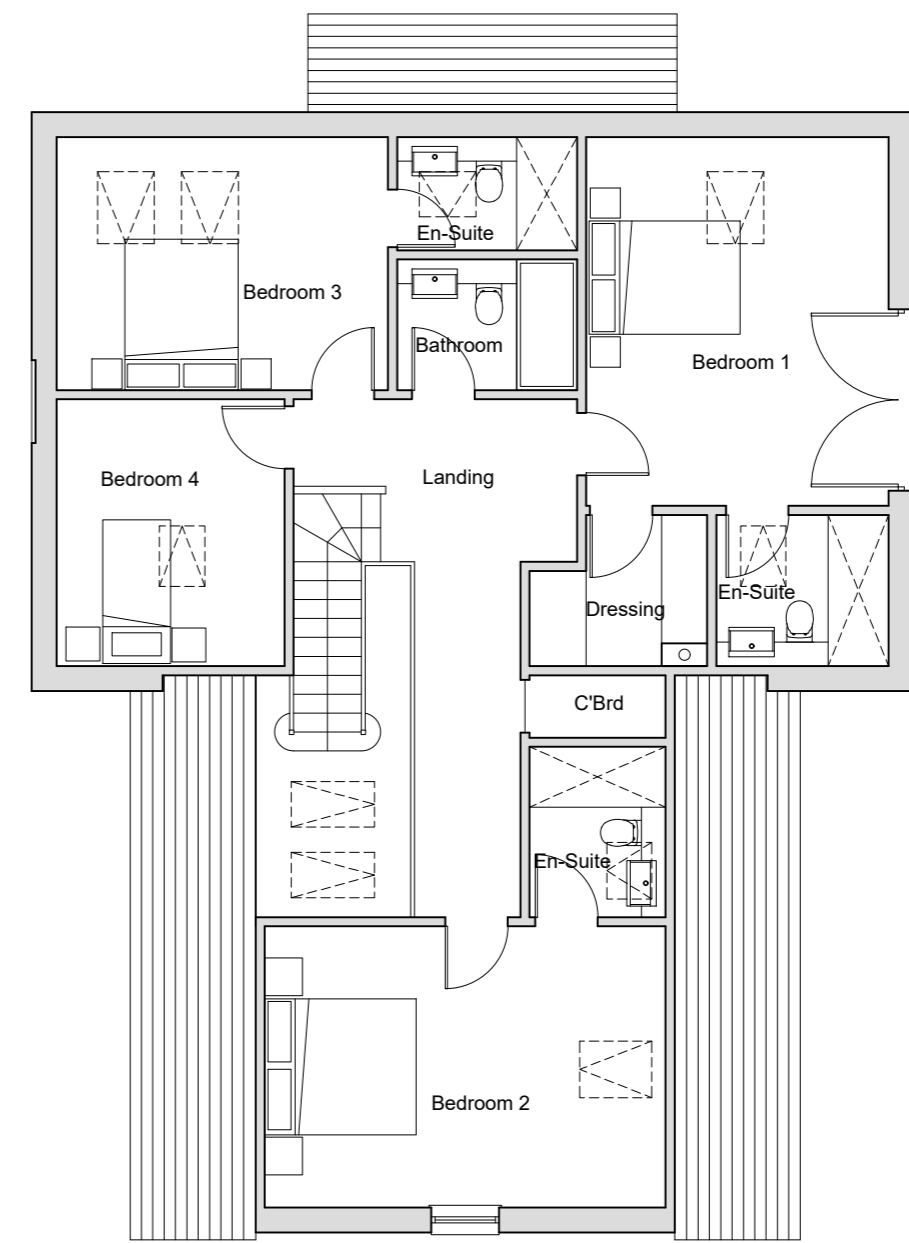 En-Suite
Bedroom 3
Bathroom
Bedroom 1
Bedroom 4
Landing
En-Suite
Dressing
C'Brd
En-Suite
Bedroom 2